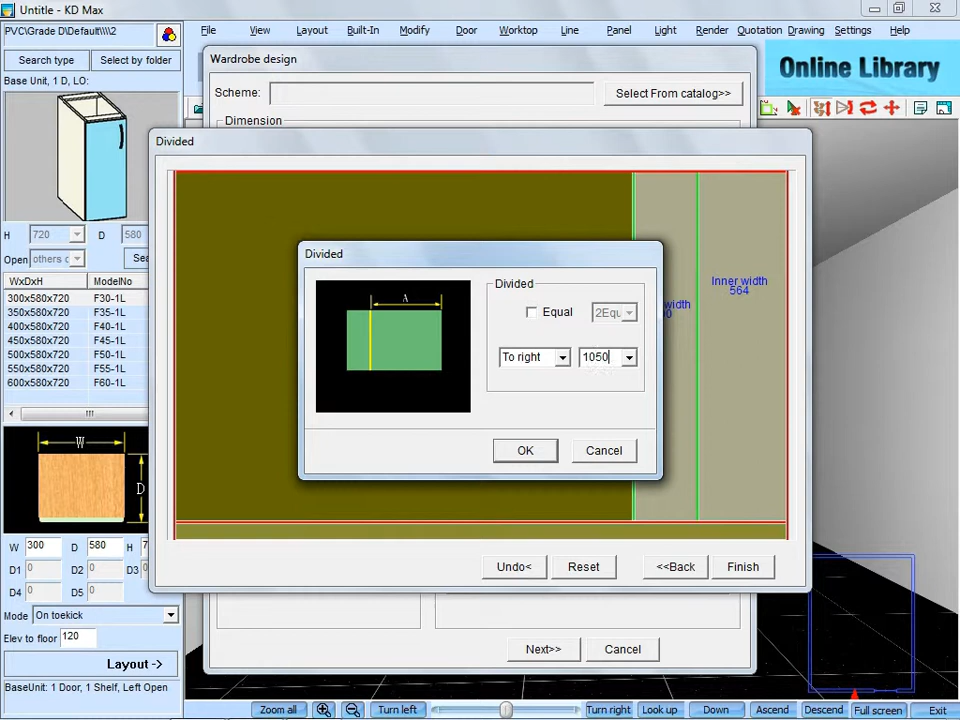 Untitle - KD Max
PVC\Grade D\Default\\\\2
File View Layout Built-In Modify Door Worktop Line Panel Light Render Quotation Drawing Settings Help
Search type Select by folder
Base Unit, 1 D, LO:
Wardrobe design
Online Library
Scheme: Select From catalog>>
Dimension
Divided
H 720 D 580
Open others
WxDxH ModelNo
300x580x720 F30-1L
350x580x720 F35-1L
400x580x720 F40-1L
450x580x720 F45-1L
500x580x720 F50-1L
550x580x720 F55-1L
600x580x720 F60-1L
Inner width
564
width
Divided
A
Divided
Equal 2Equ
To right 1050
OK Cancel
W
D
W 300 D 580 H
D1 0 D2 0 D3
D4 0 D5 0
Mode On toekick
Elev to floor 120
Undo< Reset <<Back Finish
Layout ->
Next>> Cancel
BaseUnit: 1 Door, 1 Shelf, Left Open
Zoom all Turn left Turn right Look up Down Ascend Descend Full screen Exit